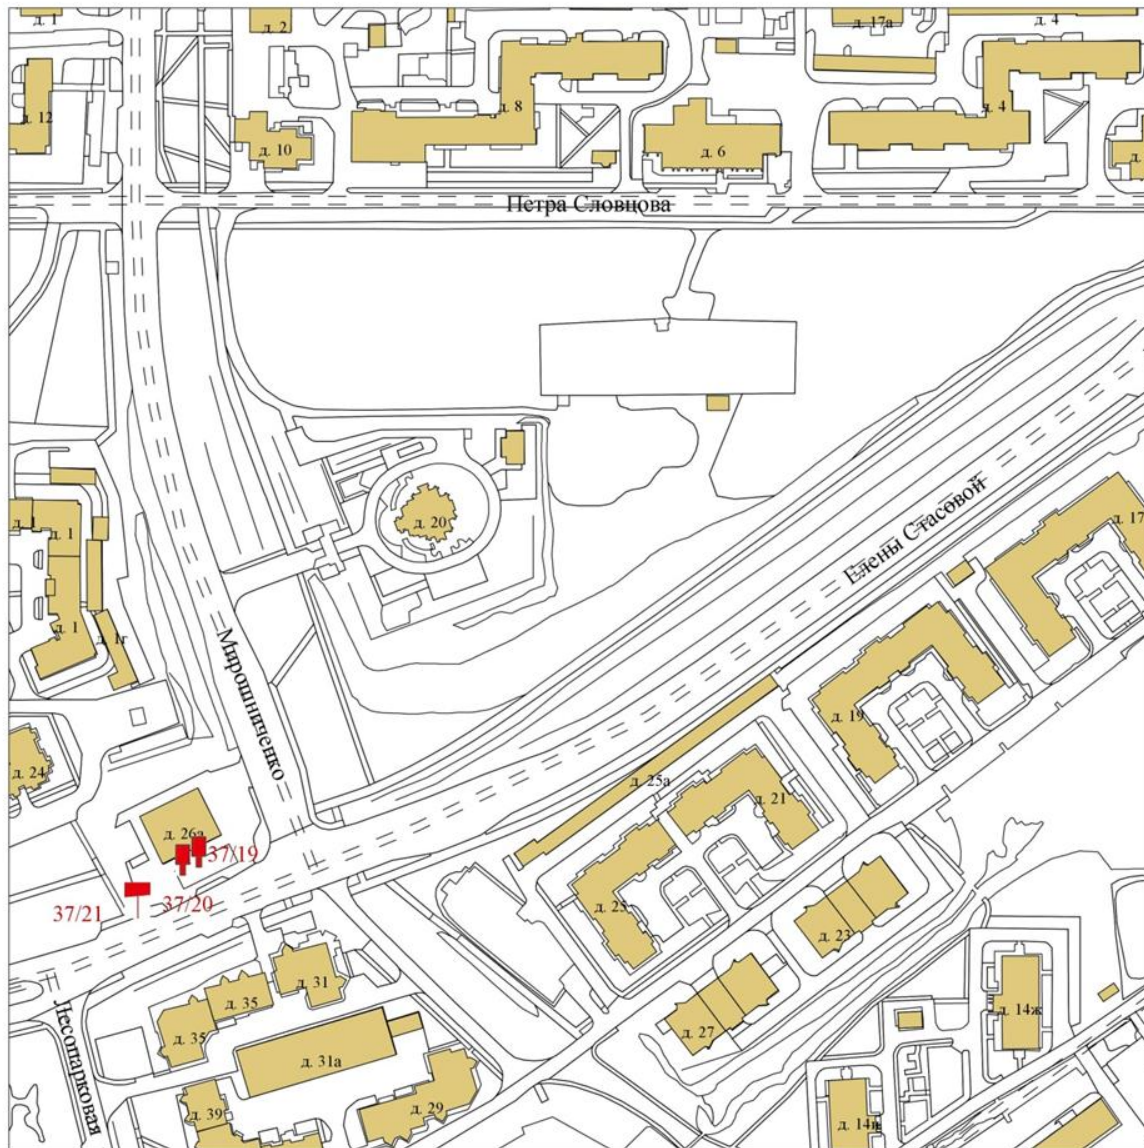 д. 1
д. 2
д. 17а
д. 4
д. 12
д. 8
д. 10
д. 6
д. 4
д.
Петра Словцова
д. 20
Елены Стасовой
д. 17
д. 1
д. 1
д. 1
д. 1г
Мирошниченко
д. 19
д. 24
д. 25а
д. 21
д. 26а
37/19
37/20
37/21
д. 25
д. 23
д. 31
д. 35
д. 35
д. 27
д. 14ж
Лесопарковая
д. 31а
д. 39
д. 29